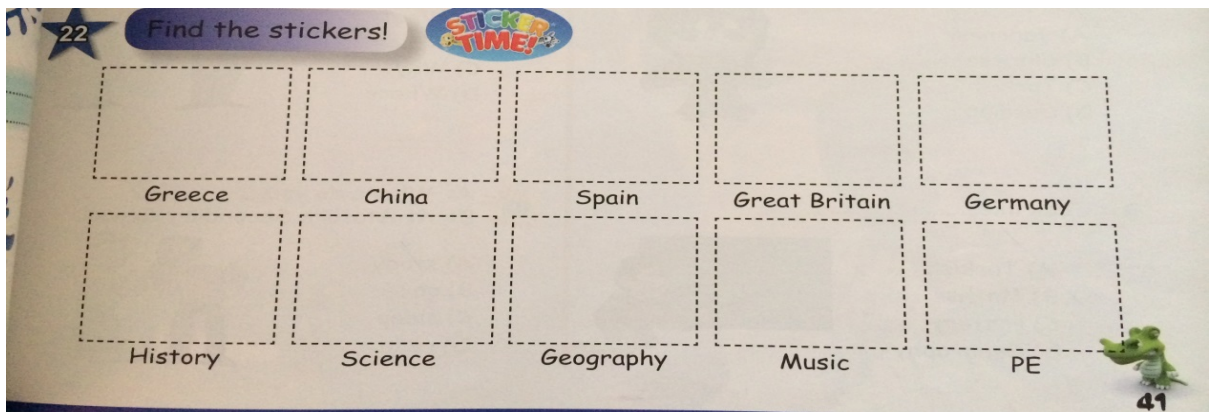 22 Find the stickers! STICKER TIME!
Greece China Spain Great Britain Germany
History Science Geography Music PE
41